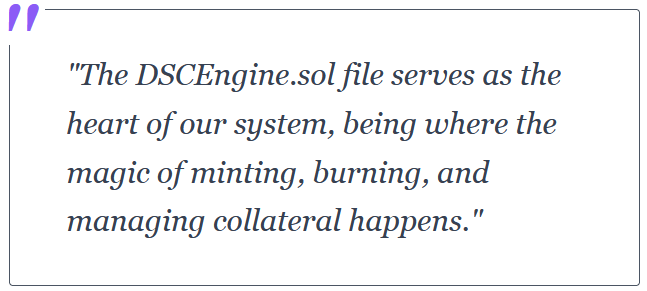 "The DSCEngine.sol file serves as the
heart of our system, being where the
magic of minting, burning, and
managing collateral happens."